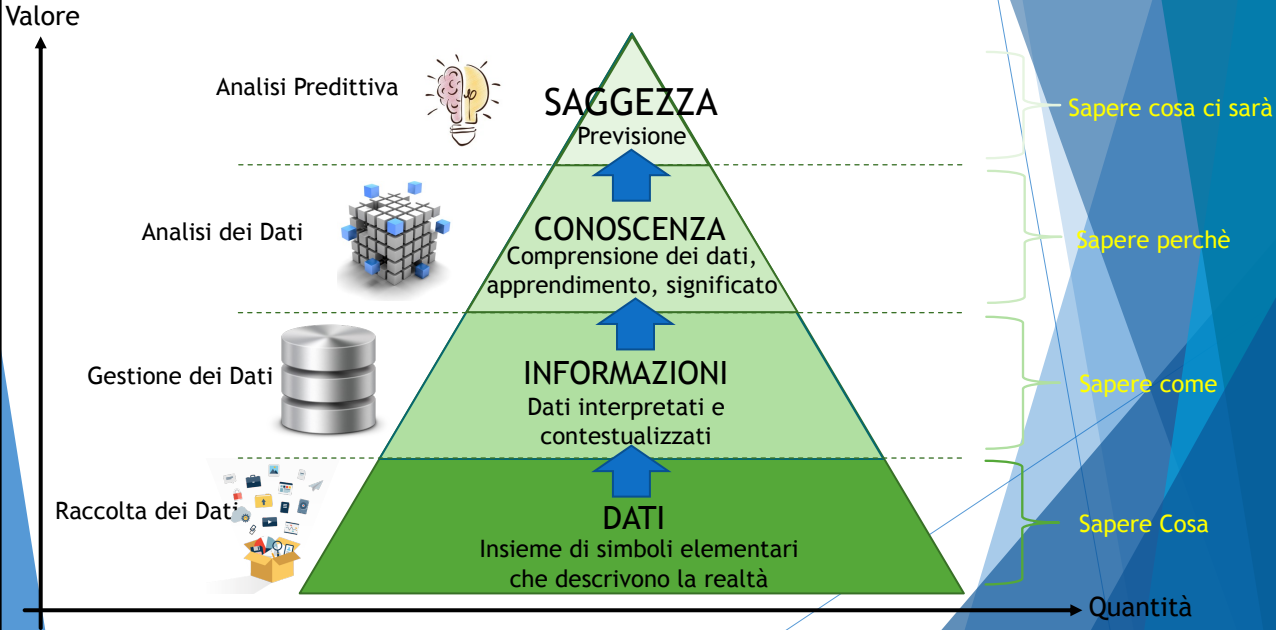 Valore
Analisi Predittiva
SAGGEZZA
Previsione
Sapere cosa ci sarà
Analisi dei Dati
CONOSCENZA
Comprensione dei dati,
apprendimento, significato
Sapere perchè
Gestione dei Dati
INFORMAZIONI
Dati interpretati e
contestualizzati
Sapere come
Raccolta dei Dati
DATI
Insieme di simboli elementari
che descrivono la realtà
Sapere Cosa
Quantità